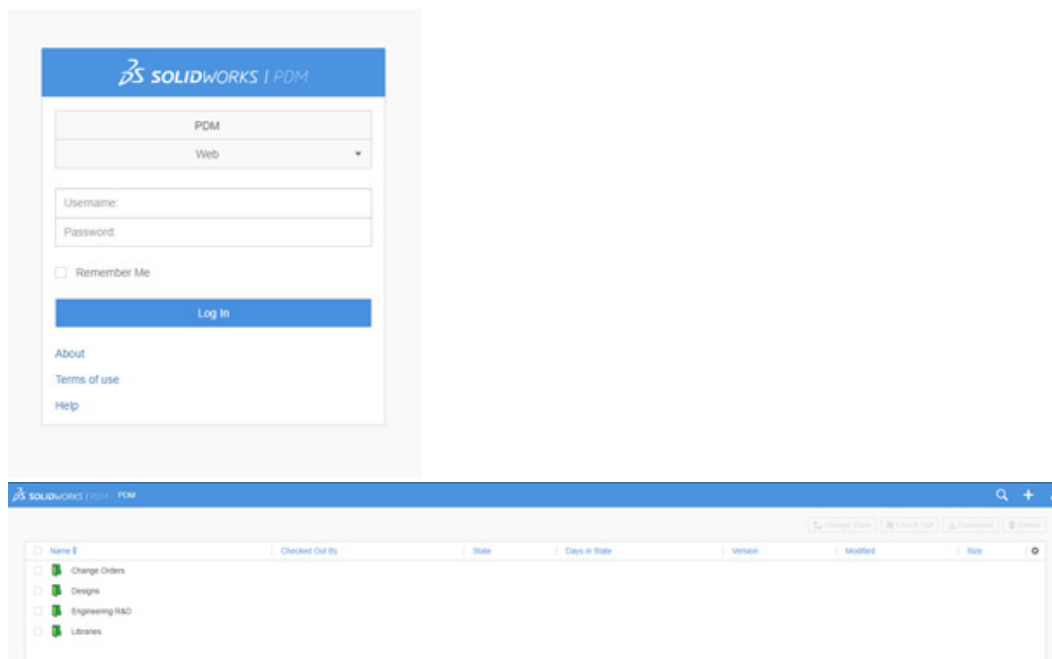 SOLIDWORKS | PDM
PDM
Web
Username:
Password:
Remember Me
Log In
About
Terms of use
Help
SOLIDWORKS | PDM PDM
Change State Check Out Download Delete
Name Checked Out By State Days in State Version Modified Size
Change Orders
Designs
Engineering R&D
Libraries